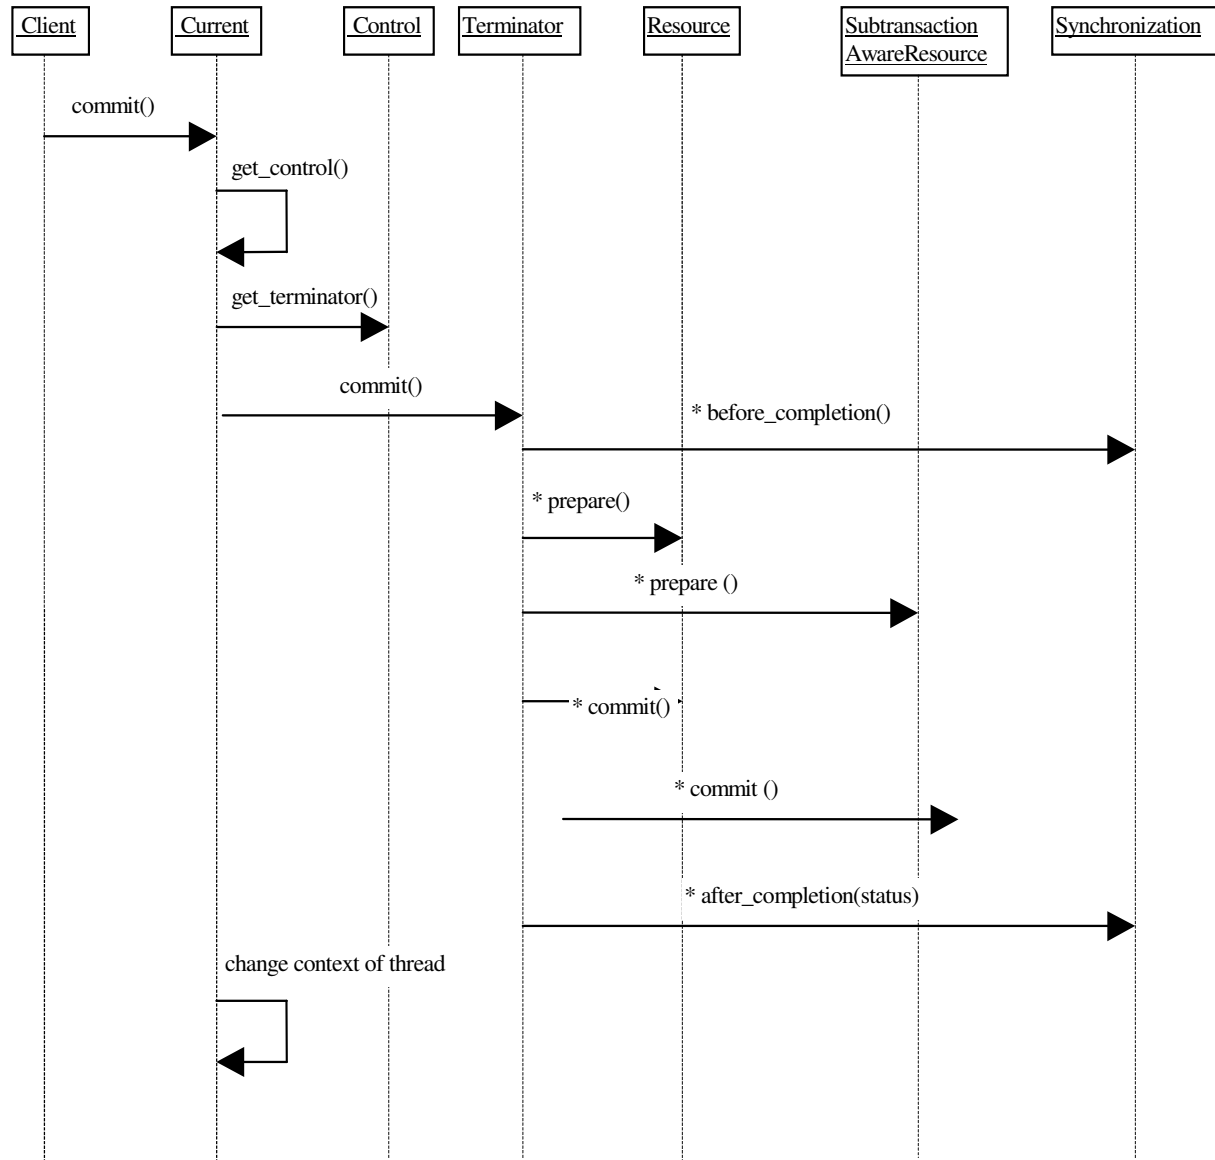 Client
Current
Control
Terminator
Resource
Subtransaction
AwareResource
Synchronization
commit()
get_control()
get_terminator()
commit()
* before_completion()
* prepare()
* prepare ()
* commit()
* commit ()
* after_completion(status)
change context of thread